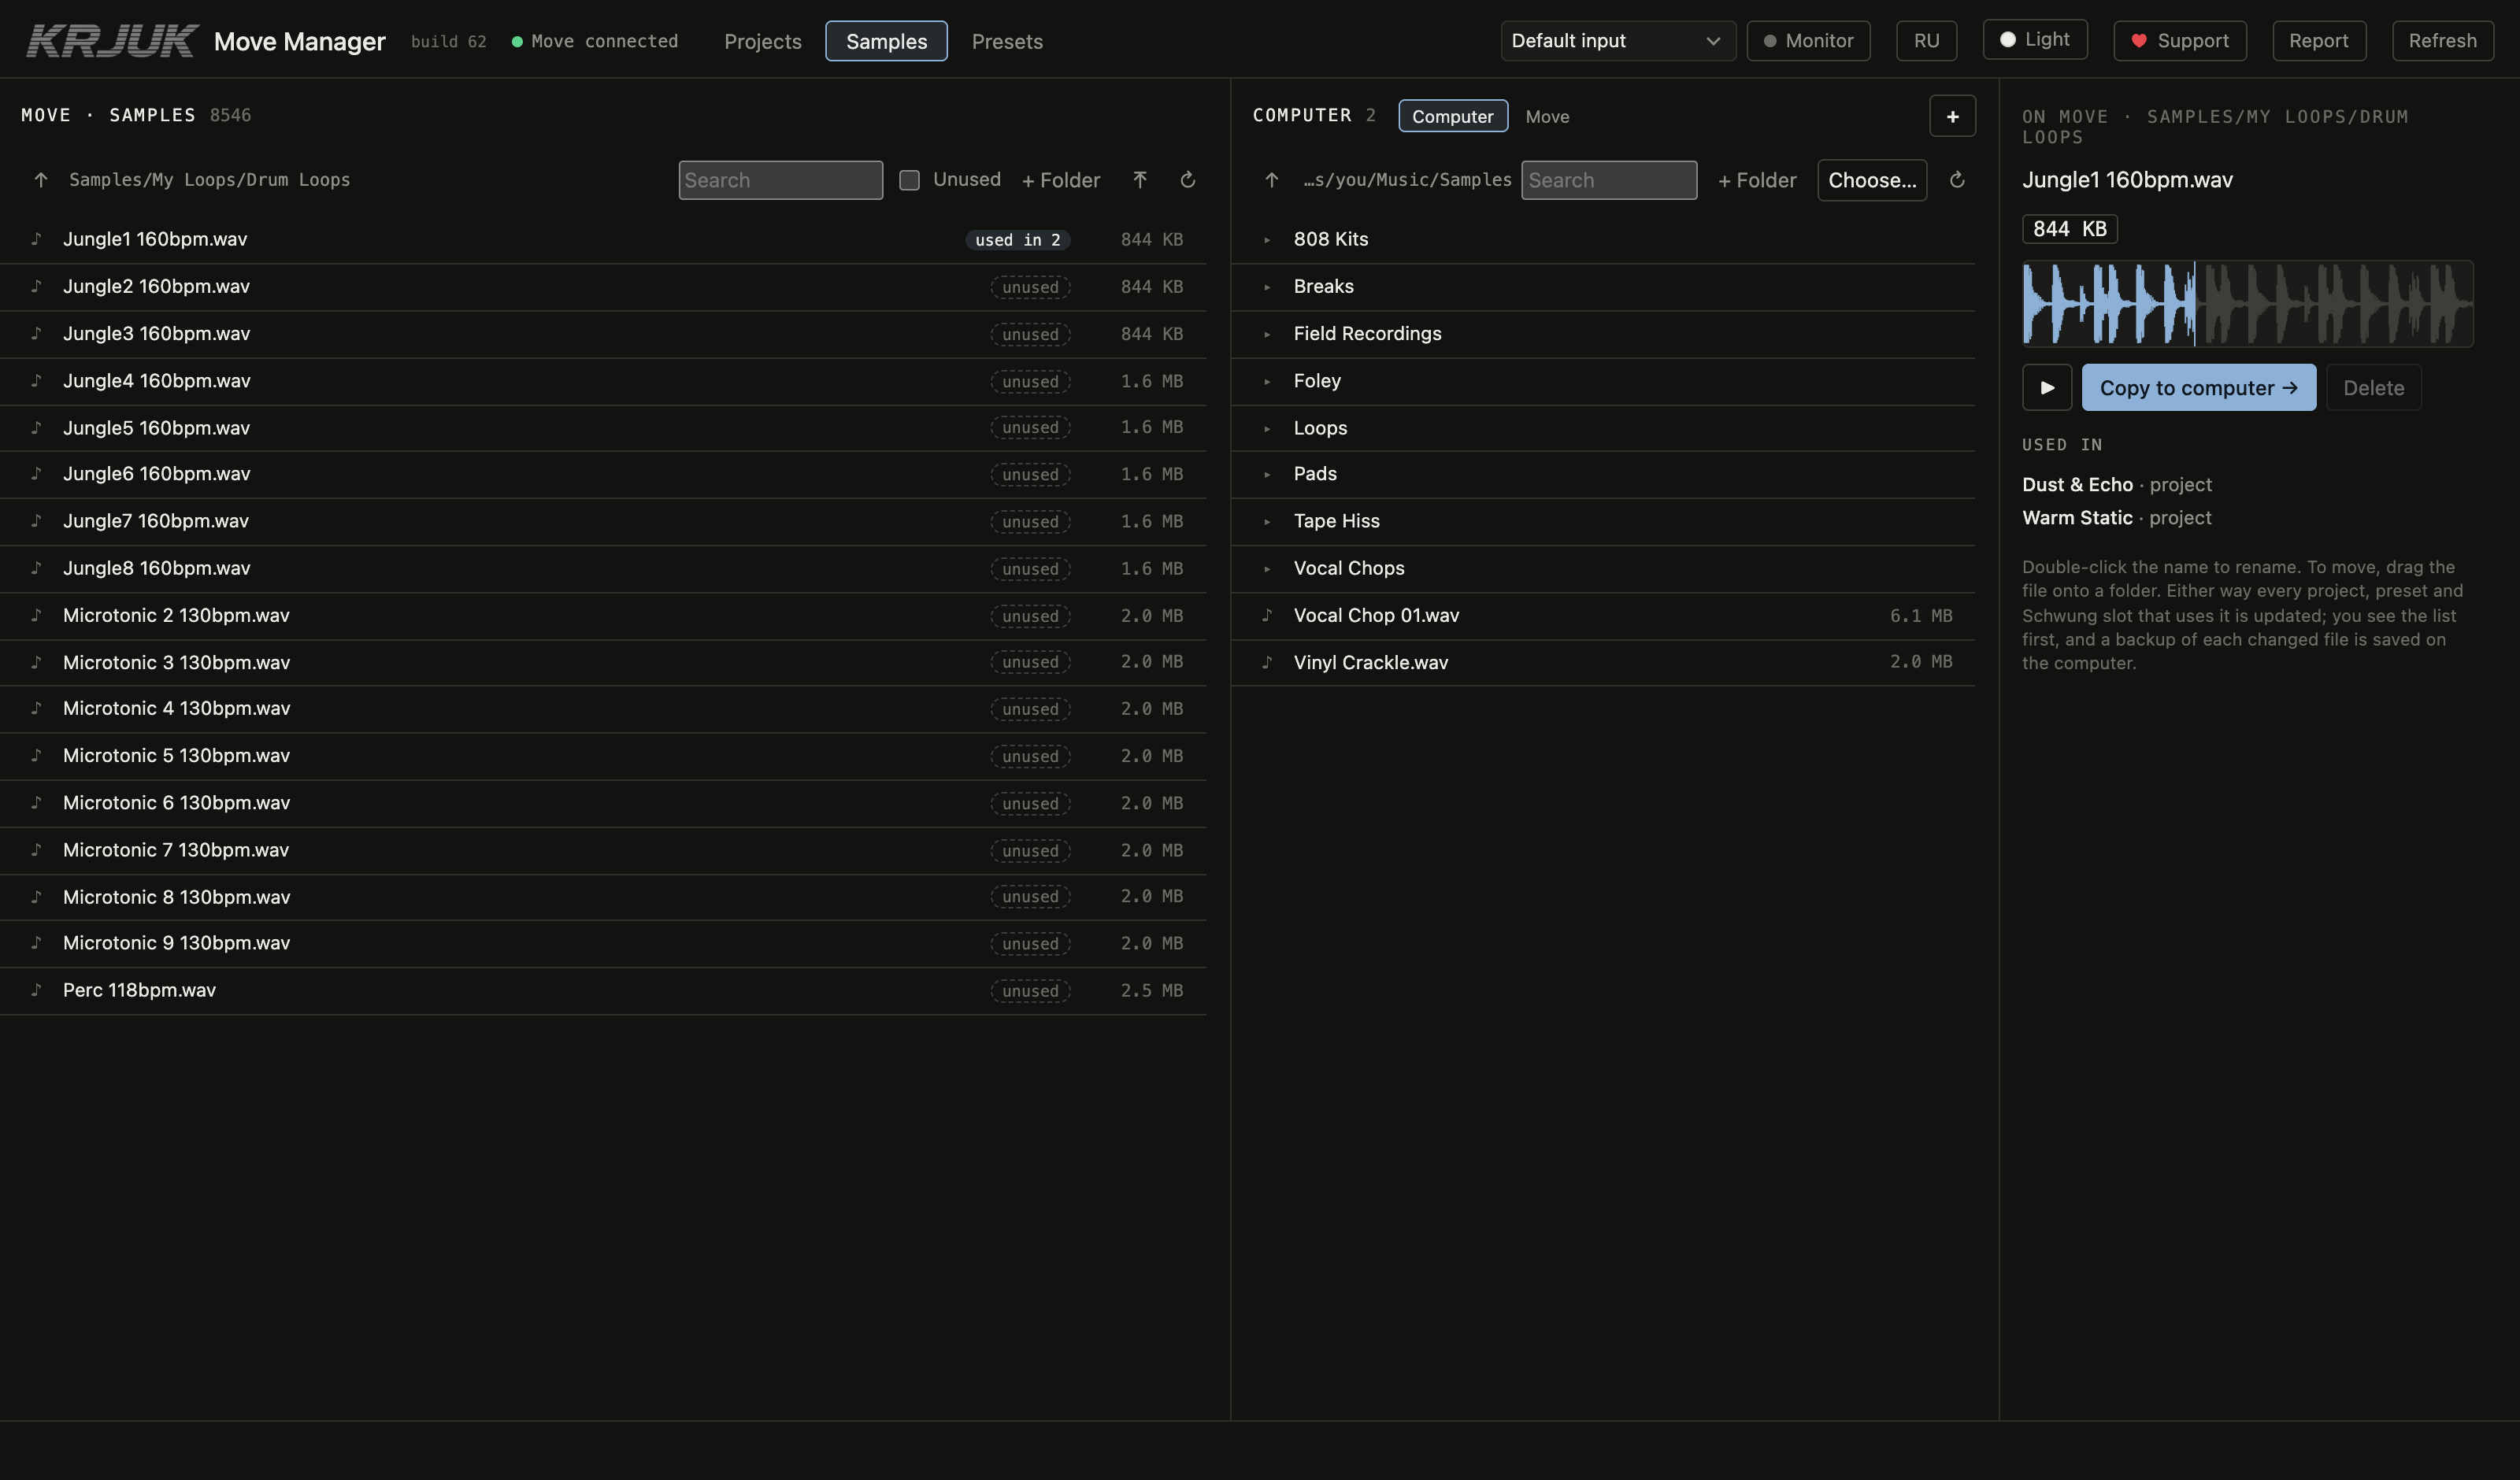 KRJUK Move Manager build 62 Move connected Projects Samples Presets Default input Monitor RU Light Support Report Refresh
MOVE · SAMPLES 8546
↑ Samples/My Loops/Drum Loops Search Unused + Folder
Jungle1 160bpm.wav used in 2 844 KB
Jungle2 160bpm.wav unused 844 KB
Jungle3 160bpm.wav unused 844 KB
Jungle4 160bpm.wav unused 1.6 MB
Jungle5 160bpm.wav unused 1.6 MB
Jungle6 160bpm.wav unused 1.6 MB
Jungle7 160bpm.wav unused 1.6 MB
Jungle8 160bpm.wav unused 1.6 MB
Microtonic 2 130bpm.wav unused 2.0 MB
Microtonic 3 130bpm.wav unused 2.0 MB
Microtonic 4 130bpm.wav unused 2.0 MB
Microtonic 5 130bpm.wav unused 2.0 MB
Microtonic 6 130bpm.wav unused 2.0 MB
Microtonic 7 130bpm.wav unused 2.0 MB
Microtonic 8 130bpm.wav unused 2.0 MB
Microtonic 9 130bpm.wav unused 2.0 MB
Perc 118bpm.wav unused 2.5 MB
COMPUTER 2 Computer Move +
↑ …s/you/Music/Samples Search + Folder Choose…
808 Kits
Breaks
Field Recordings
Foley
Loops
Pads
Tape Hiss
Vocal Chops
Vocal Chop 01.wav 6.1 MB
Vinyl Crackle.wav 2.0 MB
ON MOVE · SAMPLES/MY LOOPS/DRUM
LOOPS
Jungle1 160bpm.wav
844 KB
Copy to computer → Delete
USED IN
Dust & Echo · project
Warm Static · project
Double-click the name to rename. To move, drag the
file onto a folder. Either way every project, preset and
Schwung slot that uses it is updated; you see the list
first, and a backup of each changed file is saved on
the computer.